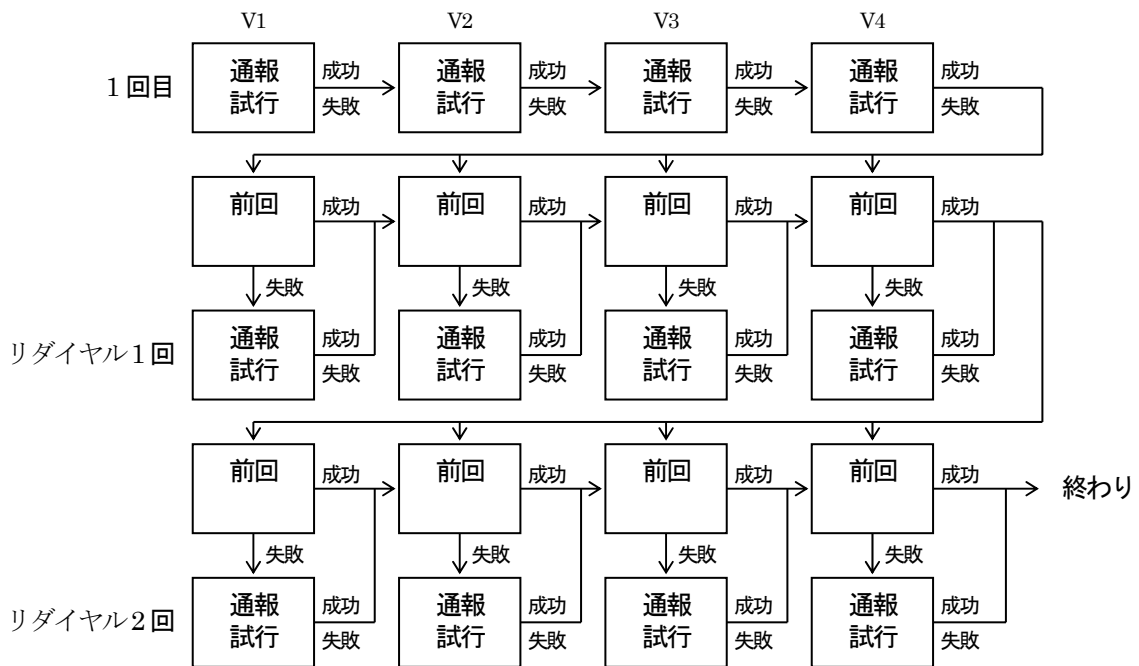 V1 V2 V3 V4
1回目
通報
試行
成功
失敗
通報
試行
成功
失敗
通報
試行
成功
失敗
通報
試行
成功
失敗
前回
成功
前回
成功
前回
成功
前回
成功
失敗
失敗
失敗
失敗
リダイヤル1回
通報
試行
成功
失敗
通報
試行
成功
失敗
通報
試行
成功
失敗
通報
試行
成功
失敗
前回
成功
前回
成功
前回
成功
前回
成功
終わり
失敗
失敗
失敗
失敗
リダイヤル2回
通報
試行
成功
失敗
通報
試行
成功
失敗
通報
試行
成功
失敗
通報
試行
成功
失敗